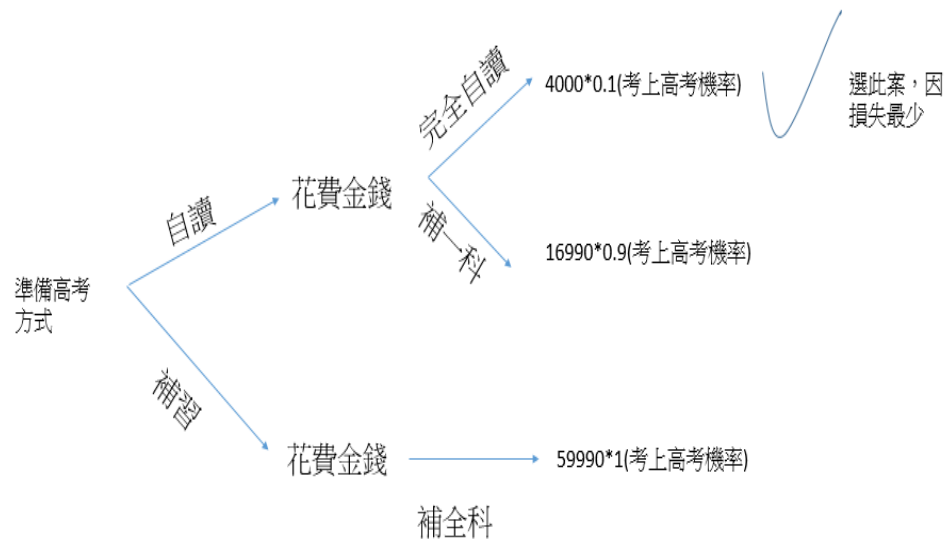 完全自讀
4000*0.1(考上高考機率)
選此案，因
損失最少
花費金錢
自讀
補一科
16990*0.9(考上高考機率)
準備高考
方式
補習
花費金錢
59990*1(考上高考機率)
補全科